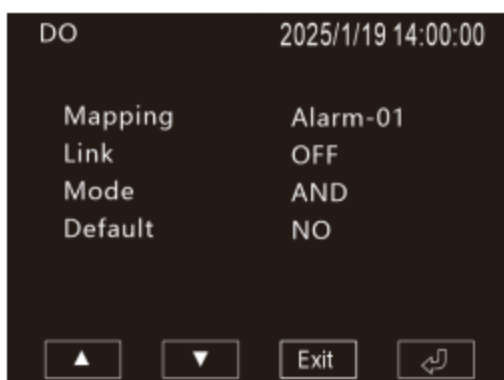 DO 2025/1/19 14:00:00
Mapping Alarm-01
Link OFF
Mode AND
Default NO
Exit